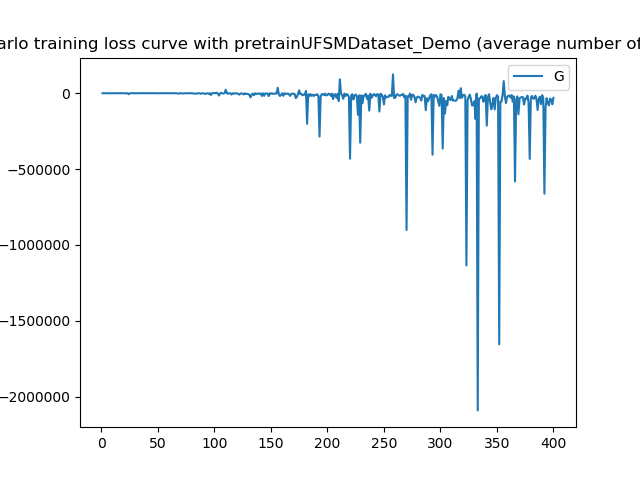 arlo training loss curve with pretrainUFSMDataset_Demo (average number of
G
0
−500000
−1000000
−1500000
−2000000
0 50 100 150 200 250 300 350 400